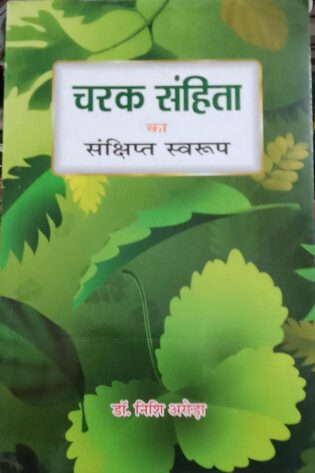 चरक संहिता
का
संक्षिप्त स्वरूप
डॉ. निशि अरोड़ा